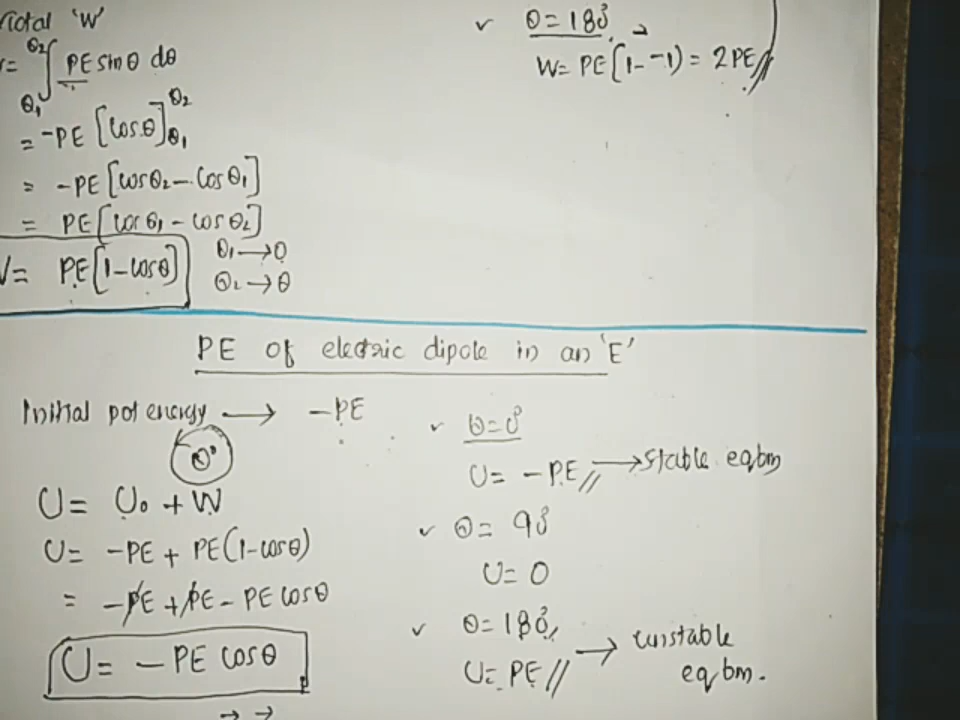 Total 'W'
= ∫ PE sinθ dθ
θ2
θ1
= -PE [cosθ]θ2 θ1
= -PE [cosθ2 - cosθ1]
= PE [cosθ1 - cosθ2]
W= PE [1-cosθ]
θ1→0
θ2→θ
✓ θ=180°
W= PE [1--1) = 2PE//
PE of electric dipole in an 'E'
Initial pot energy → -PE
0°
U= U0 + W
U= -PE + PE(1-cosθ)
= -PE + PE - PE cosθ
U= - PE cosθ
✓ θ=0°
U= -PE// → stable eqbm
✓ θ= 90°
U= 0
✓ θ=180°,
U= PE// → unstable
eqbm.